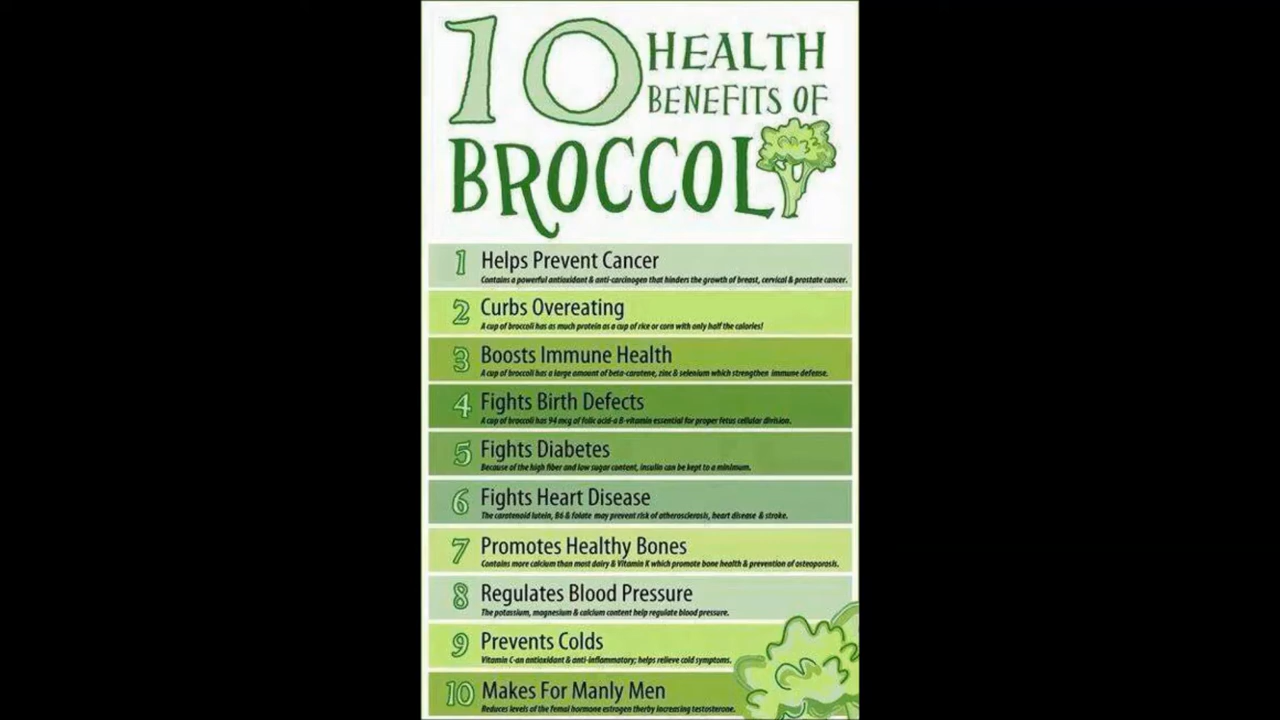 10 HEALTH
BENEFITS OF
BROCCOLI
1 Helps Prevent Cancer
Contains a powerful antioxidant & anti-carcinogen that hinders the growth of breast, cervical & prostate cancer.
2 Curbs Overeating
A cup of broccoli has as much protein as a cup of rice or corn with only half the calories!
3 Boosts Immune Health
A cup of broccoli has a large amount of beta-carotene, zinc & selenium which strengthen immune defense.
4 Fights Birth Defects
A cup of broccoli has 94 mcg of folic acid-a B-vitamin essential for proper fetus cellular division.
5 Fights Diabetes
Because of the high fiber and low sugar content, insulin can be kept to a minimum.
6 Fights Heart Disease
The carotenoid lutein, B6 & folate may prevent risk of atherosclerosis, heart disease & stroke.
7 Promotes Healthy Bones
Contains more calcium than most dairy & Vitamin K which promote bone health & prevention of osteoporosis.
8 Regulates Blood Pressure
The potassium, magnesium & calcium content help regulate blood pressure.
9 Prevents Colds
Vitamin C-an antioxidant & anti-inflammatory; helps relieve cold symptoms.
10 Makes For Manly Men
Reduces levels of the femal hormone estrogen therby increasing testosterone.